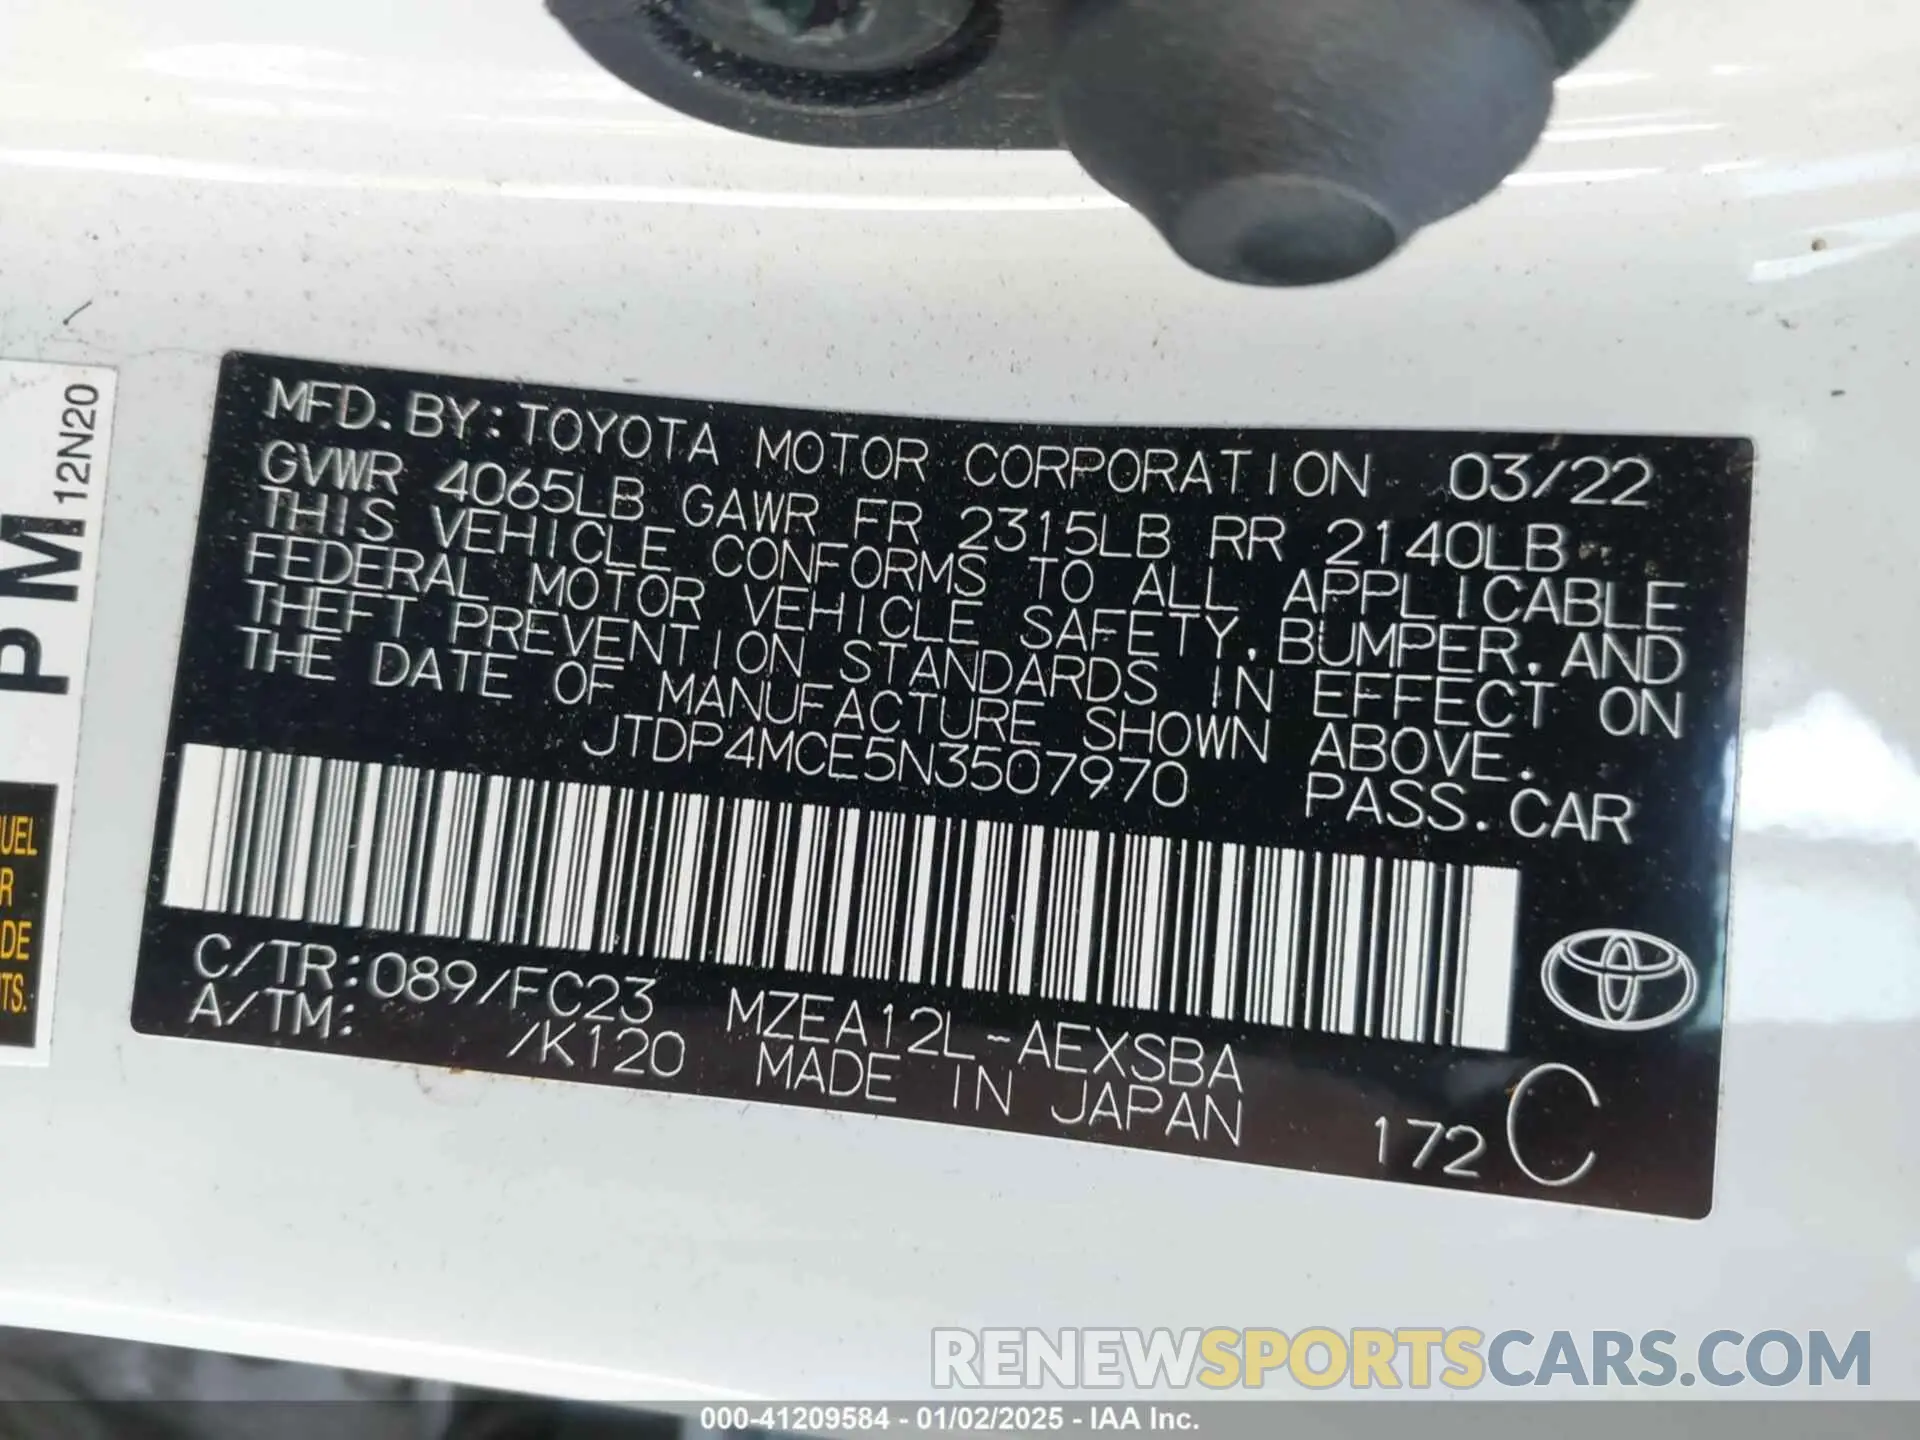 MFD. BY: TOYOTA MOTOR CORPORATION 03/22
GVWR 4065LB GAWR FR 2315LB RR 2140LB
THIS VEHICLE CONFORMS TO ALL APPLICABLE
FEDERAL MOTOR VEHICLE SAFETY, BUMPER, AND
THEFT PREVENTION STANDARDS IN EFFECT ON
THE DATE OF MANUFACTURE SHOWN ABOVE.
JTDP4MCE5N3507970 PASS. CAR
C/TR: 089/FC23 MZEA12L-AEXSBA
A/TM: /K120 MADE IN JAPAN
172 C
PM 12N20
UEL
R
DE
TS.
RENEWSPORTSCARS.COM
000-41209584 - 01/02/2025 - IAA Inc.